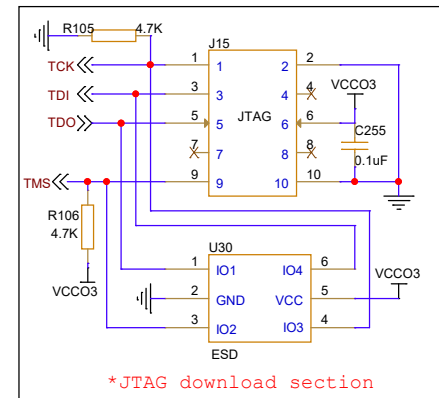 R105 4.7K
J15
TCK 1 1 2 2
TDI 3 3 4 4 VCCO3
TDO 5 5 JTAG 6 6
7 7 8 8 C255
0.1uF
TMS 9 9 10 10
R106
4.7K
U30
VCCO3 1 IO1 IO4 6 VCCO3
2 GND VCC 5
3 IO2 IO3 4
ESD
*JTAG download section